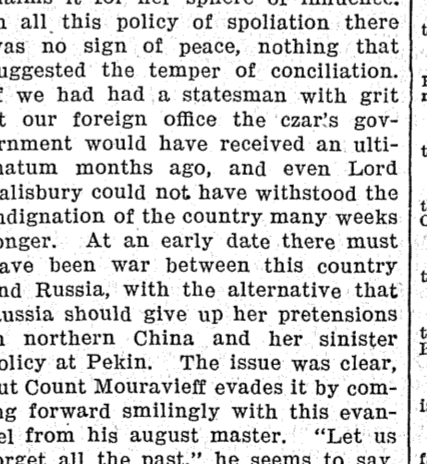 all this policy of spoliation there
was no sign of peace, nothing that
suggested the temper of conciliation.
we had had a statesman with grit
our foreign office the czar's gov-
ernment would have received an ulti-
matum months ago, and even Lord
Salisbury could not have withstood the
indignation of the country many weeks
longer. At an early date there must
have been war between this country
and Russia, with the alternative that
Russia should give up her pretensions
northern China and her sinister
policy at Pekin. The issue was clear,
but Count Mouravieff evades it by com-
ing forward smilingly with this evan-
from his august master. "Let us
forget all the past," he seems to say,